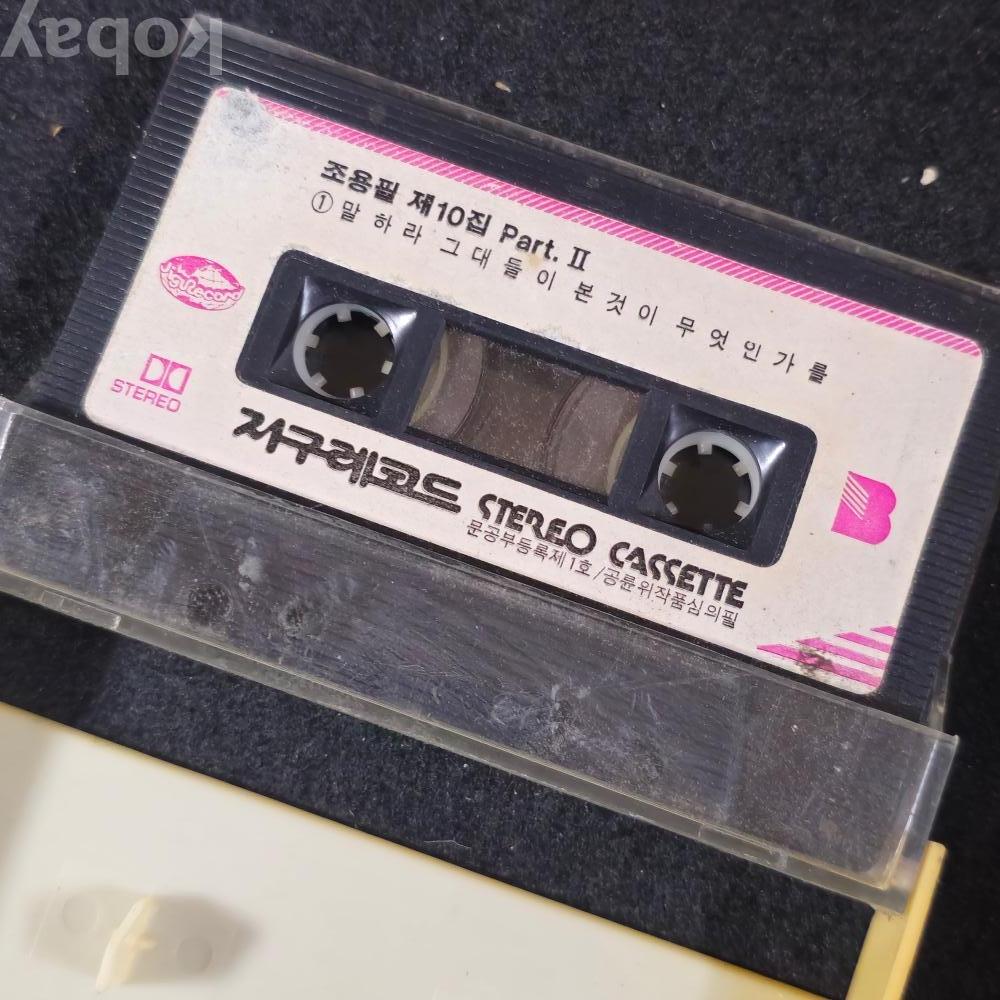 kobay
조용필 제10집 Part. II
①말하라 그대들이 본것이 무엇인가를
JiguRecord
STEREO
B
지구레코드 STEREO CASSETTE
문공부등록제1호/공륜위작품심의필